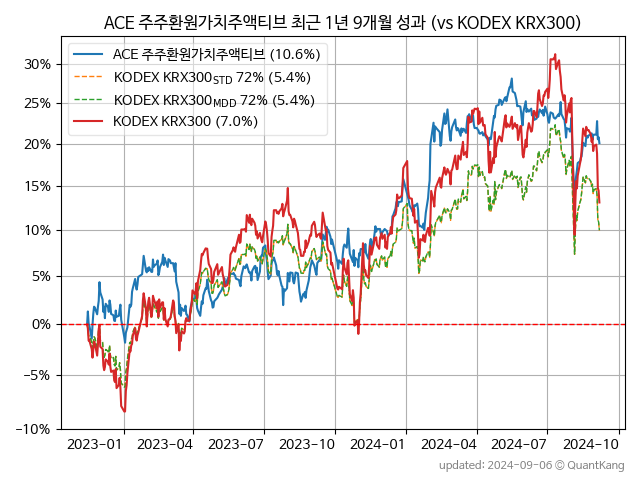 ACE 주주환원가치주액티브 최근 1년 9개월 성과 (vs KODEX KRX300)
ACE 주주환원가치주액티브 (10.6%)
KODEX KRX300STD 72% (5.4%)
KODEX KRX300MDD 72% (5.4%)
KODEX KRX300 (7.0%)
30%
25%
20%
15%
10%
5%
0%
−5%
−10%
2023−01 2023−04 2023−07 2023−10 2024−01 2024−04 2024−07 2024−10
updated: 2024-09-06 © QuantKang